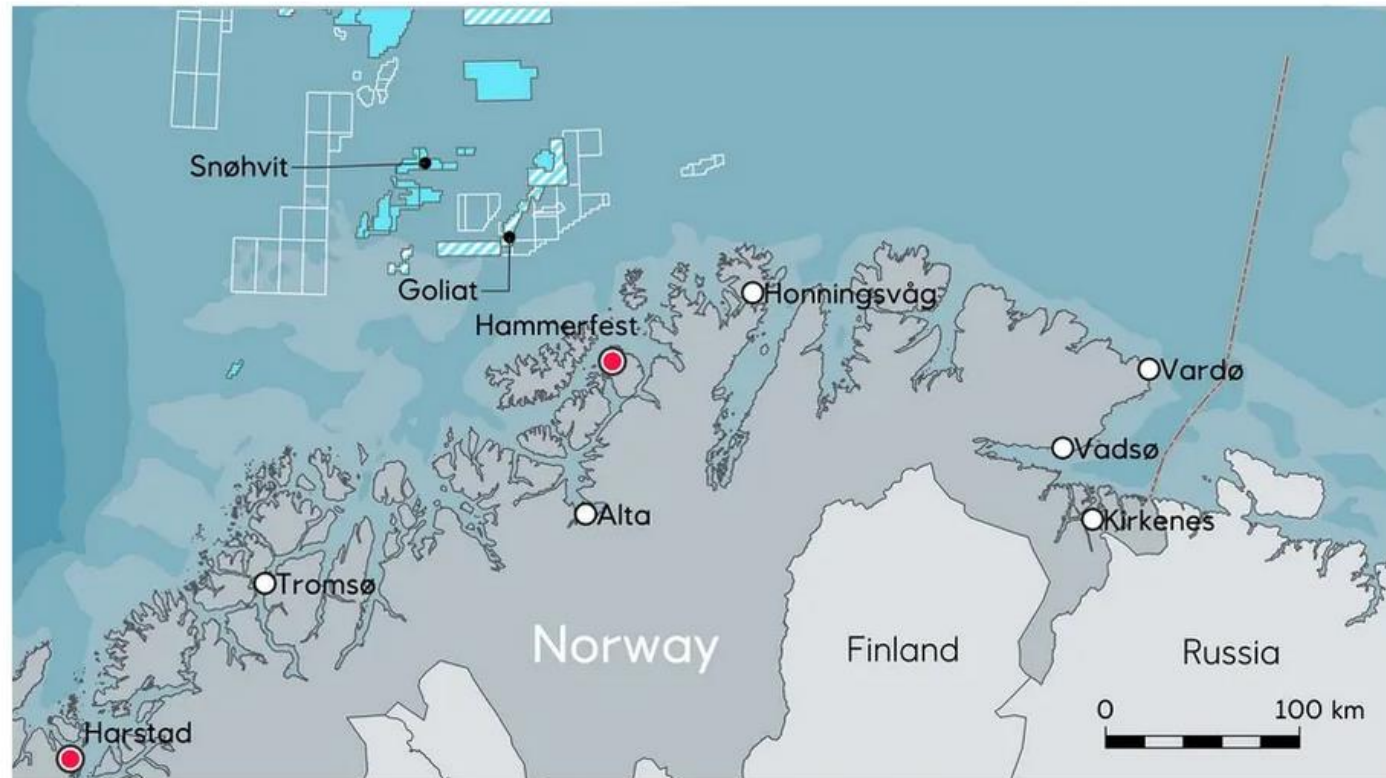 Snøhvit
Goliat
Honningsvåg
Hammerfest
Vardø
Vadsø
Alta
Kirkenes
Tromsø
Norway
Finland
Russia
0 100 km
Harstad